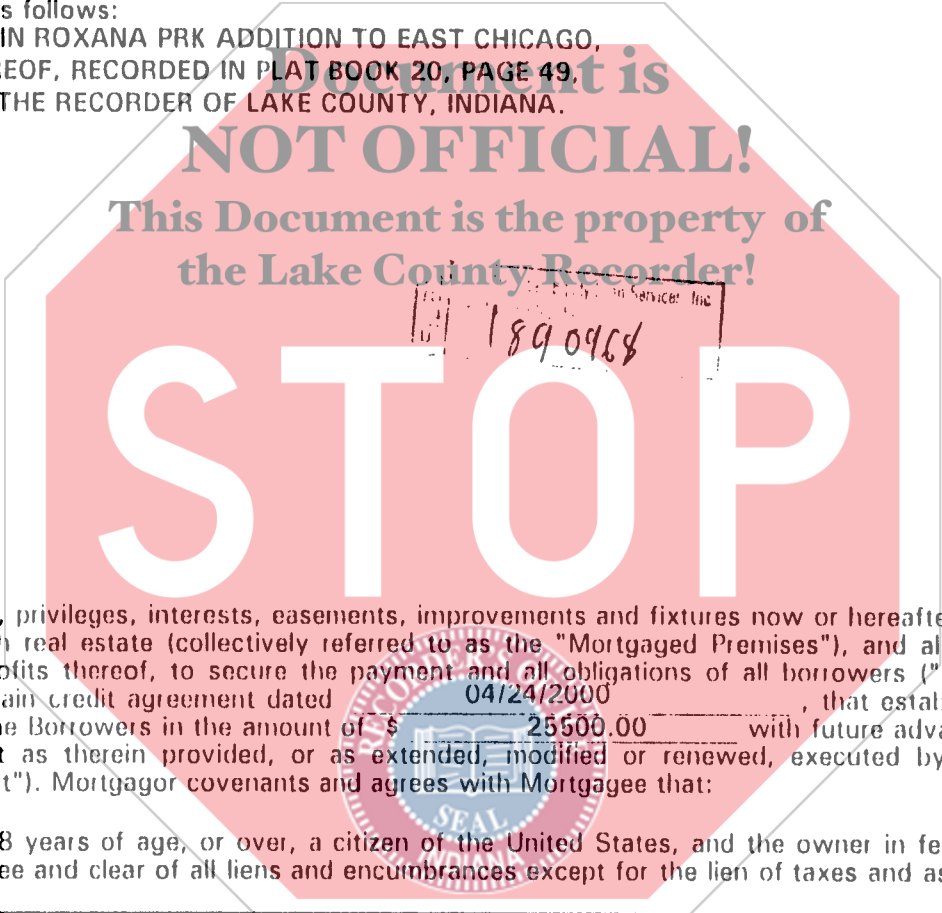 s follows:
IN ROXANA PRK ADDITION TO EAST CHICAGO,
EOF, RECORDED IN PLAT BOOK 20, PAGE 49,
THE RECORDER OF LAKE COUNTY, INDIANA.
Document is
NOT OFFICIAL!
This Document is the property of
the Lake County Recorder!
Services Inc
1890968
STOP
, privileges, interests, easements, improvements and fixtures now or hereafte
n real estate (collectively referred to as the "Mortgaged Premises"), and al
ofits thereof, to secure the payment and all obligations of all borrowers ("
ain credit agreement dated 04/24/2000 , that estab
he Borrowers in the amount of $ 25500.00 with future adva
t as therein provided, or as extended, modified or renewed, executed by
t"). Mortgagor covenants and agrees with Mortgagee that:
8 years of age, or over, a citizen of the United States, and the owner in fe
ee and clear of all liens and encumbrances except for the lien of taxes and as
SEAL
INDIANA